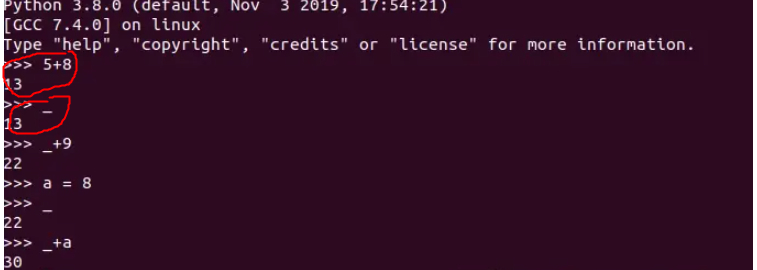 Python 3.8.0 (default, Nov  3 2019, 17:54:21)
[GCC 7.4.0] on linux
Type "help", "copyright", "credits" or "license" for more information.
>>> 5+8
13
>>> _
13
>>> _+9
22
>>> a = 8
>>> _
22
>>> _+a
30